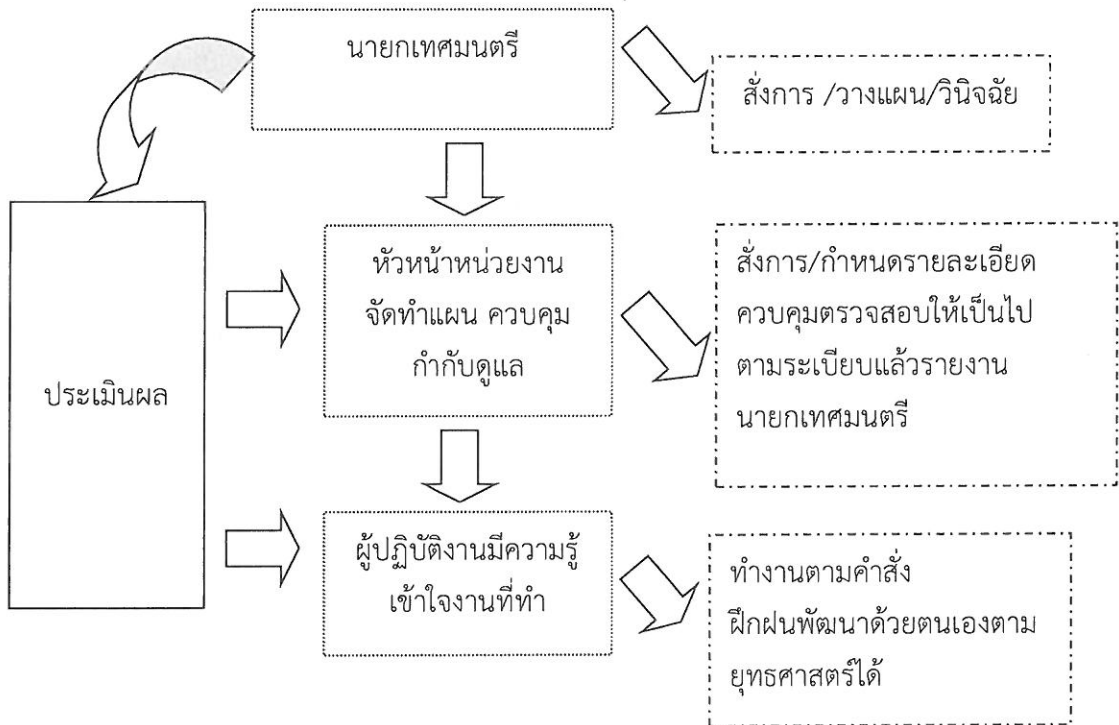 นายกเทศมนตรี
สั่งการ /วางแผน/วินิจฉัย
หัวหน้าหน่วยงาน
จัดทำแผน ควบคุม
กำกับดูแล
สั่งการ/กำหนดรายละเอียด
ควบคุมตรวจสอบให้เป็นไป
ตามระเบียบแล้วรายงาน
นายกเทศมนตรี
ประเมินผล
ผู้ปฏิบัติงานมีความรู้
เข้าใจงานที่ทำ
ทำงานตามคำสั่ง
ฝึกฝนพัฒนาด้วยตนเองตาม
ยุทธศาสตร์ได้